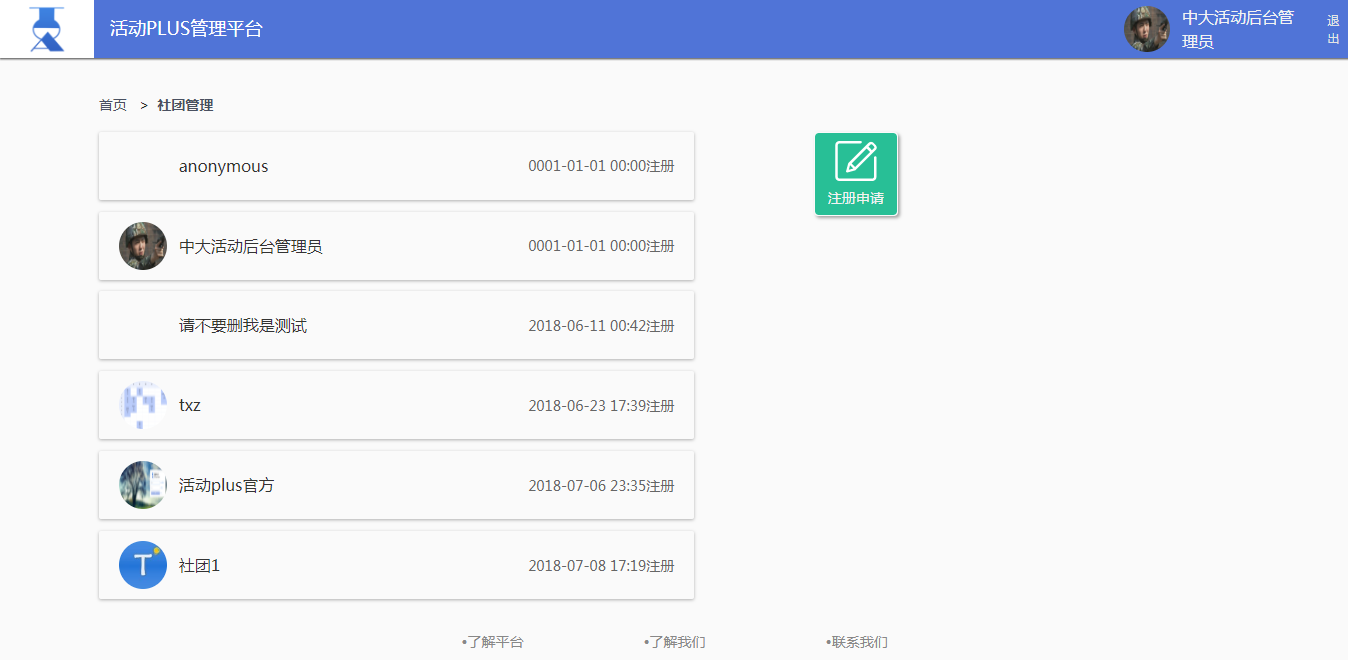 活动PLUS管理平台
中大活动后台管
理员
退
出
首页 > 社团管理
anonymous 0001-01-01 00:00注册
注册申请
中大活动后台管理员 0001-01-01 00:00注册
请不要删我是测试 2018-06-11 00:42注册
txz 2018-06-23 17:39注册
活动plus官方 2018-07-06 23:35注册
T 社团1 2018-07-08 17:19注册
•了解平台 •了解我们 •联系我们